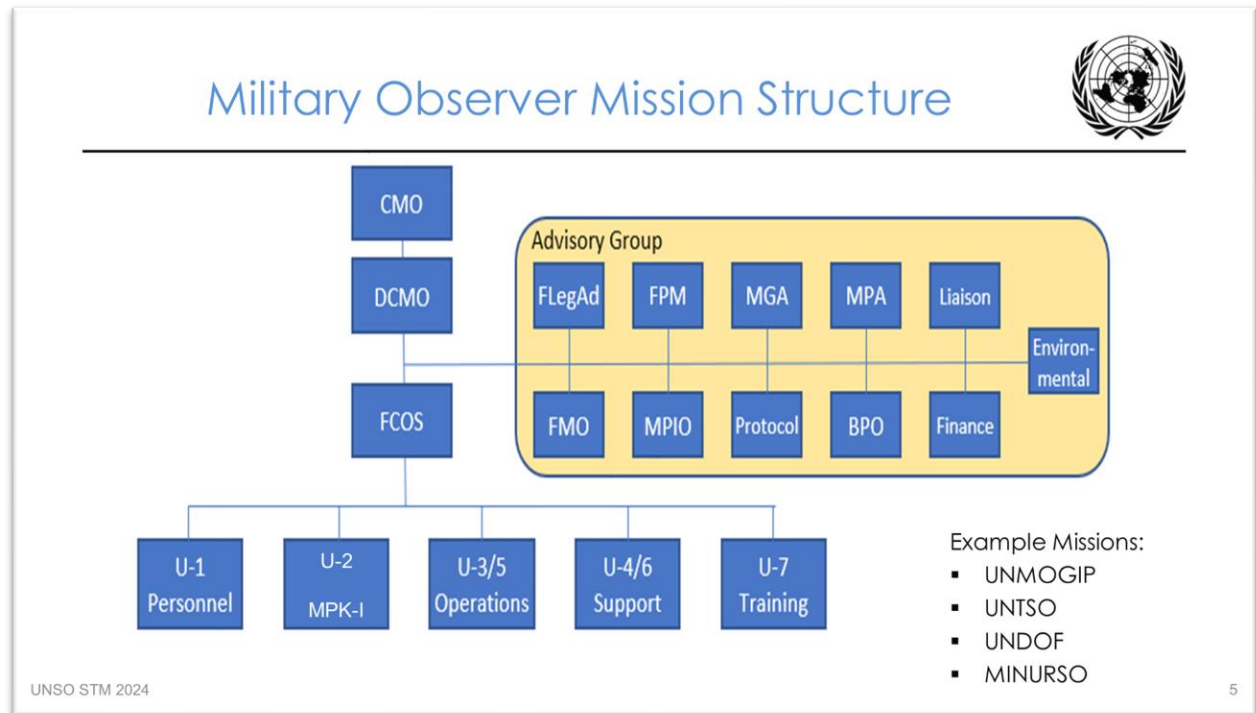 Military Observer Mission Structure
CMO
DCMO
FCOS
Advisory Group
FLegAd
FPM
MGA
MPA
Liaison
Environ-
mental
FMO
MPIO
Protocol
BPO
Finance
U-1
Personnel
U-2
MPK-I
U-3/5
Operations
U-4/6
Support
U-7
Training
Example Missions:
▪ UNMOGIP
▪ UNTSO
▪ UNDOF
▪ MINURSO
UNSO STM 2024
5